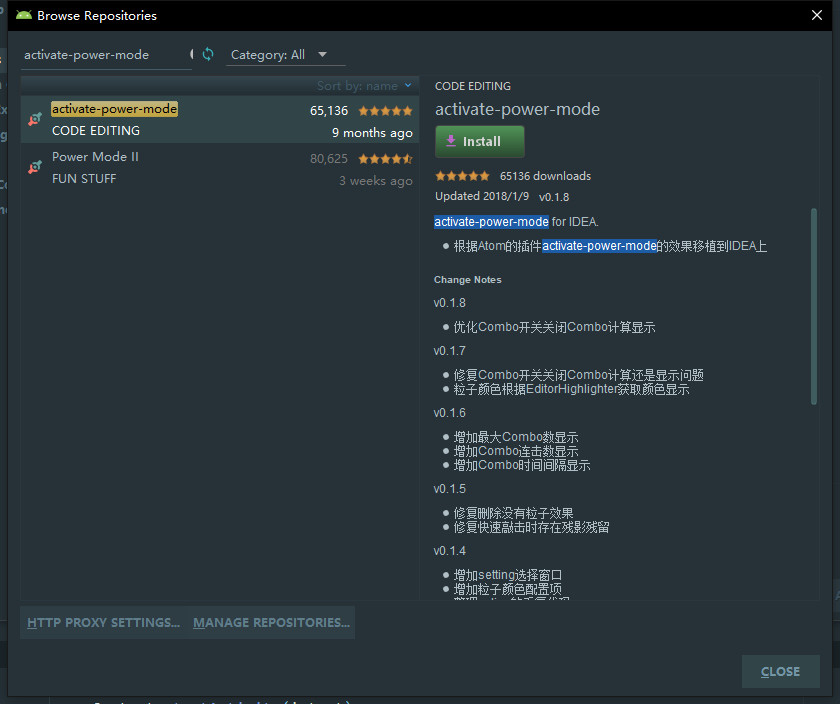 Browse Repositories
activate-power-mode
Category: All
Sort by: name
activate-power-mode 65,136
CODE EDITING 9 months ago
Power Mode II 80,625
FUN STUFF 3 weeks ago
CODE EDITING
activate-power-mode
Install
65136 downloads
Updated 2018/1/9 v0.1.8
activate-power-mode for IDEA.
根据Atom的插件activate-power-mode的效果移植到IDEA上
Change Notes
v0.1.8
优化Combo开关关闭Combo计算显示
v0.1.7
修复Combo开关关闭Combo计算还是显示问题
粒子颜色根据EditorHighlighter获取颜色显示
v0.1.6
增加最大Combo数显示
增加Combo连击数显示
增加Combo时间间隔显示
v0.1.5
修复删除没有粒子效果
修复快速敲击时存在残影残留
v0.1.4
增加setting选择窗口
增加粒子颜色配置项
HTTP PROXY SETTINGS...
MANAGE REPOSITORIES...
CLOSE